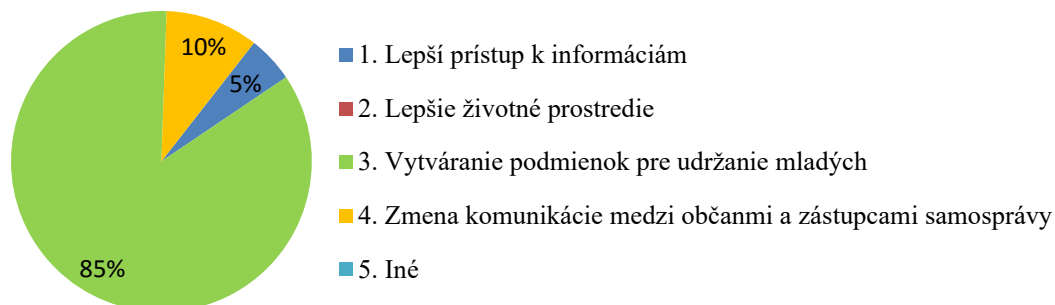 10%
5%
85%
1. Lepší prístup k informáciám
2. Lepšie životné prostredie
3. Vytváranie podmienok pre udržanie mladých
4. Zmena komunikácie medzi občanmi a zástupcami samosprávy
5. Iné